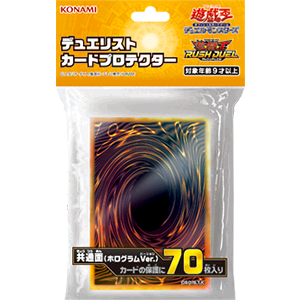 KONAMI
デュエリスト
カードプロテクター
遊☆戯☆王
デュエルモンスターズ
遊☆戯☆王
RUSH DUEL
対象年齢9才以上
共通面(ホログラムVer.)
カードの保護に70枚入り